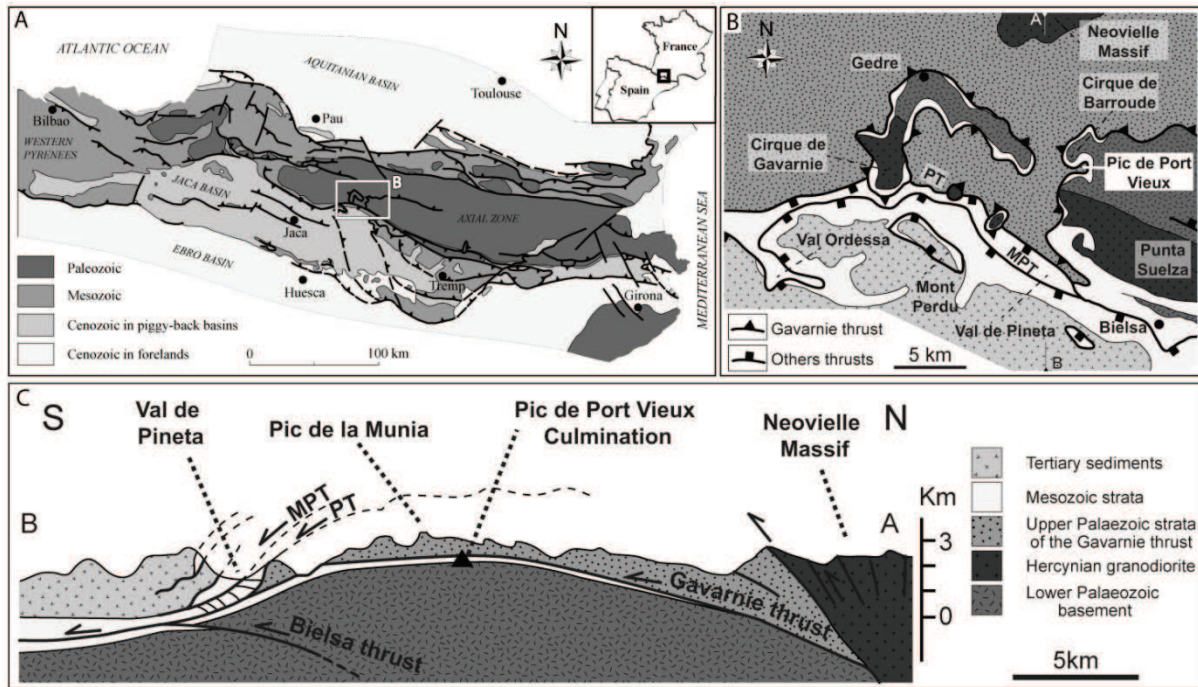 A
ATLANTIC OCEAN
N
France
Spain
AQUITANIAN BASIN
Toulouse
Bilbao
Pau
WESTERN
PYRENEES
B
JACA BASIN
AXIAL ZONE
Jaca
EBRO BASIN
Huesca
Tremp
Girona
MEDITERRANEAN SEA
Paleozoic
Mesozoic
Cenozoic in piggy-back basins
Cenozoic in forelands
0
100 km
B
N
A
Neovielle
Massif
Gedre
Cirque de
Barroude
Cirque de
Gavarnie
PT
Pic de Port
Vieux
Val Ordessa
MPT
Punta
Suelza
Mont
Perdu
Val de Pineta
Bielsa
Gavarnie thrust
Others thrusts
5 km
B
C
S
Val de
Pineta
Pic de la Munia
Pic de Port Vieux
Culmination
Neovielle
Massif
N
MPT
PT
B
A
Km
3
0
Gavarnie thrust
Bielsa thrust
Tertiary sediments
Mesozoic strata
Upper Palaezoic strata
of the Gavarnie thrust
Hercynian granodiorite
Lower Palaeozoic
basement
5km